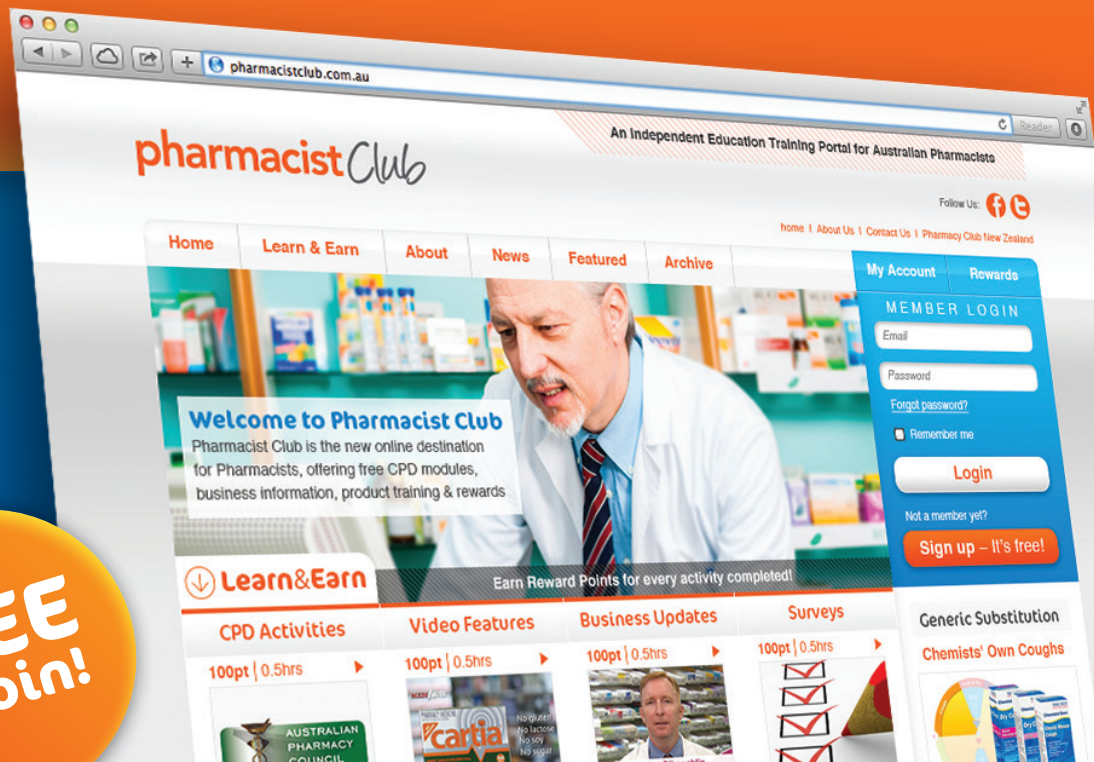 pharmacistclub.com.au
Reader
pharmacist Club
An Independent Education Training Portal for Australian Pharmacists
Follow Us:
home | About Us | Contact Us | Pharmacy Club New Zealand
Home
Learn & Earn
About
News
Featured
Archive
My Account
Rewards
MEMBER LOGIN
Email
Password
Forgot password?
Remember me
Login
Not a member yet?
Sign up – It's free!
Welcome to Pharmacist Club
Pharmacist Club is the new online destination
for Pharmacists, offering free CPD modules,
business information, product training & rewards
Learn&Earn
Earn Reward Points for every activity completed!
CPD Activities
Video Features
Business Updates
Surveys
100pt | 0.5hrs
100pt | 0.5hrs
100pt | 0.5hrs
100pt | 0.5hrs
AUSTRALIAN
PHARMACY
COUNCIL
Cartia
No gluten
No lactose
No soy
No sugar
Generic Substitution
Chemists' Own Coughs